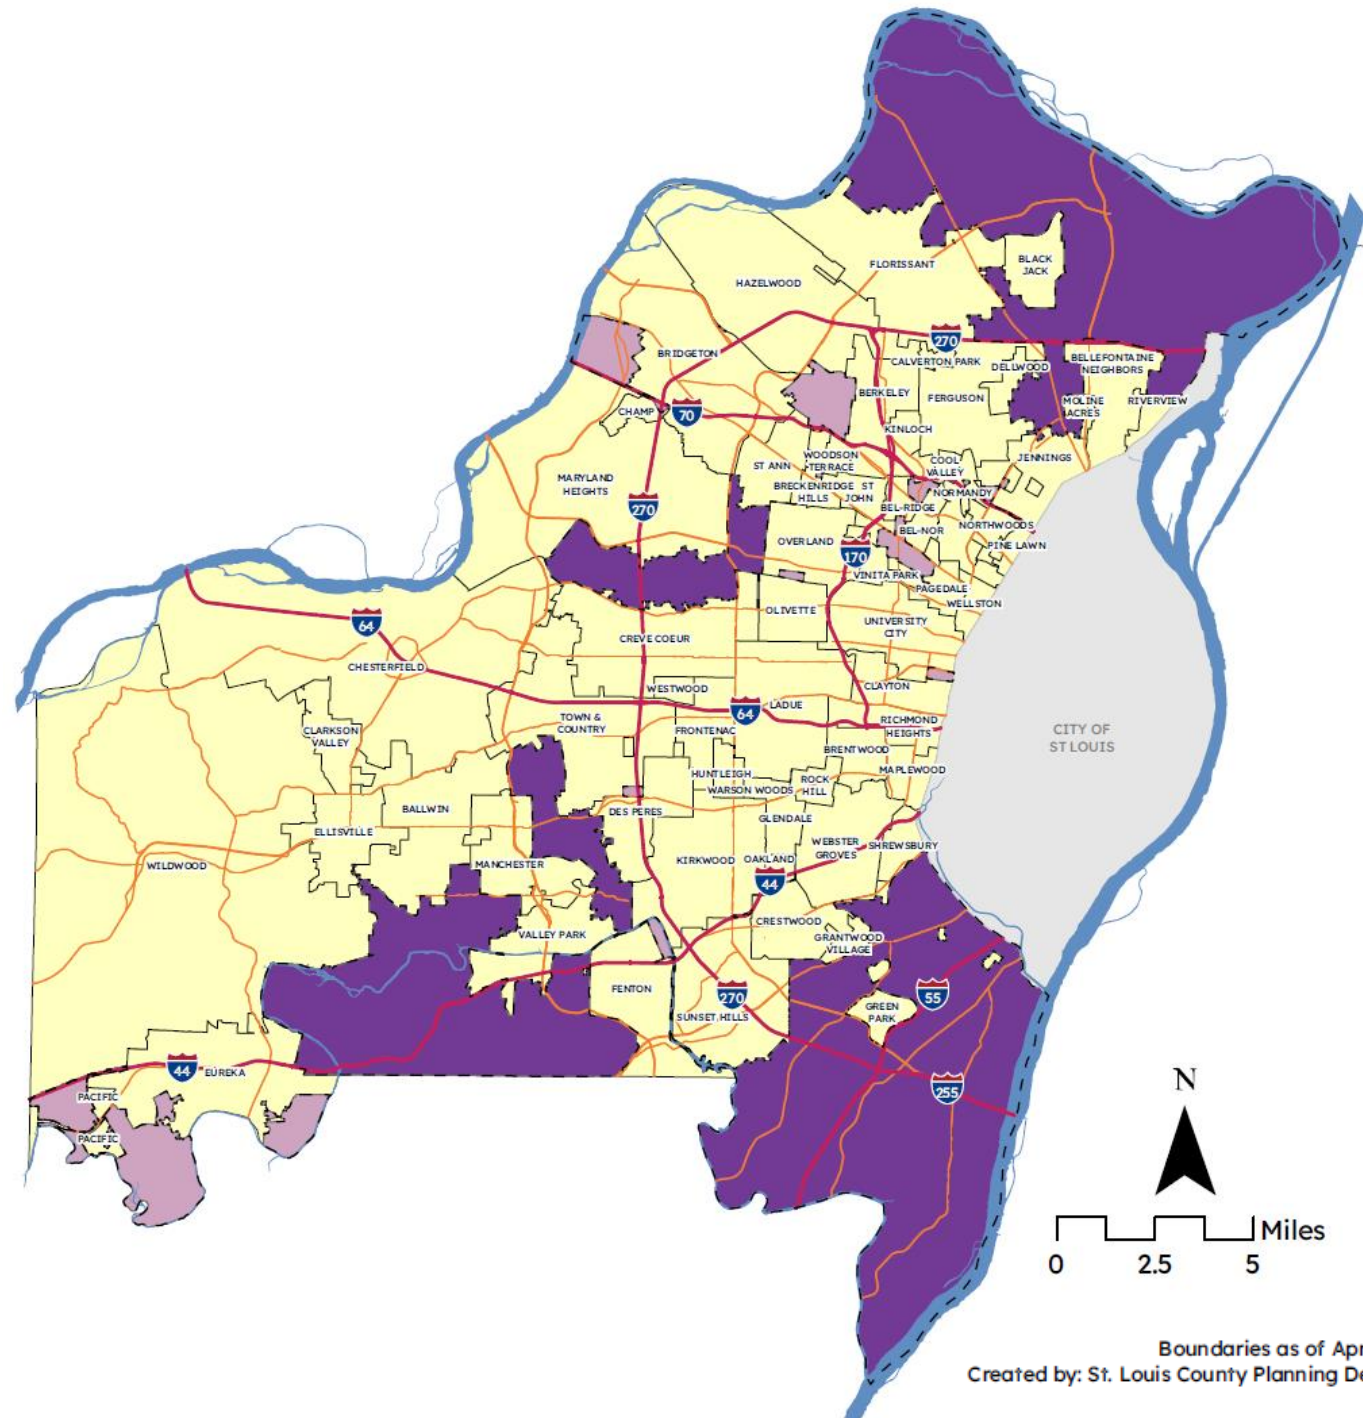 FLORISSANT
BLACK
JACK
HAZELWOOD
270
BRIDGETON
CALVERTON PARK
DELLWOOD
BELLEFONTAINE
NEIGHBORS
BERKELEY
FERGUSON
MOLINE
ACRES
RIVERVIEW
CHAMP
70
KINLOCH
WOODSON
TERRACE
COOL
VALLEY
JENNINGS
ST ANN
MARYLAND
HEIGHTS
BRECKENRIDGE
HILLS
ST
JOHN
NORMANDY
270
BEL-RIDGE
BEL-NOR
NORTHWOODS
OVERLAND
PINE LAWN
170
VINITA PARK
PAGEDALE
WELLSTON
OLIVETTE
64
UNIVERSITY
CITY
CREVE COEUR
CHESTERFIELD
WESTWOOD
CLAYTON
LADUE
64
TOWN &
COUNTRY
FRONTENAC
RICHMOND
HEIGHTS
CLARKSON
VALLEY
CITY OF
ST LOUIS
BRENTWOOD
HUNTLEIGH
MAPLEWOOD
WARSON WOODS
ROCK
HILL
BALLWIN
DES PERES
GLENDALE
ELLISVILLE
WEBSTER
GROVES
SHREWSBURY
WILDWOOD
MANCHESTER
KIRKWOOD
OAKLAND
44
CRESTWOOD
VALLEY PARK
GRANTWOOD
VILLAGE
FENTON
270
55
GREEN
PARK
SUNSET HILLS
44
EUREKA
255
PACIFIC
PACIFIC
N
Miles
0 2.5 5
Boundaries as of Apr
Created by: St. Louis County Planning De